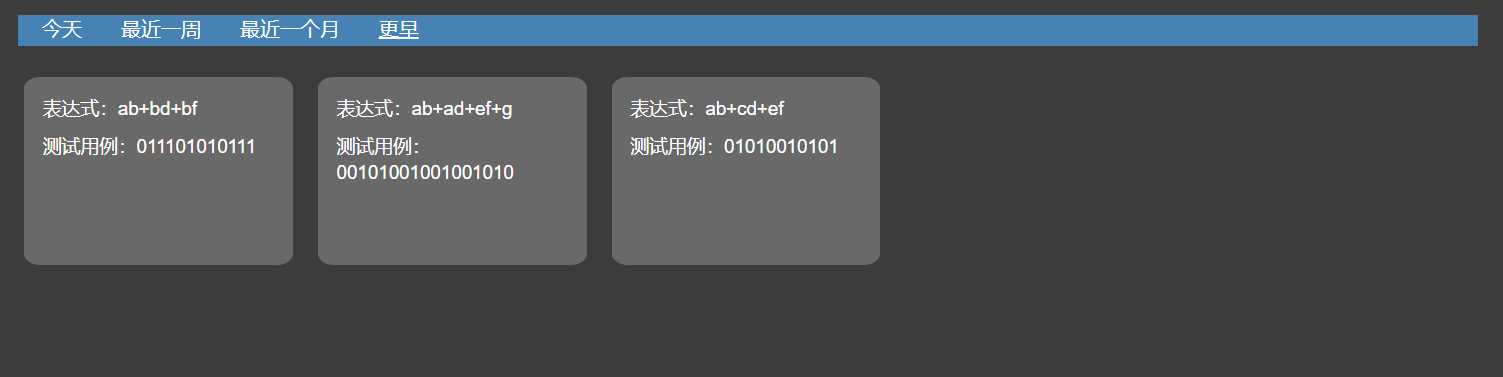 今天 最近一周 最近一个月 更早
表达式：ab+bd+bf
测试用例：011101010111
表达式：ab+ad+ef+g
测试用例：
00101001001001010
表达式：ab+cd+ef
测试用例：01010010101